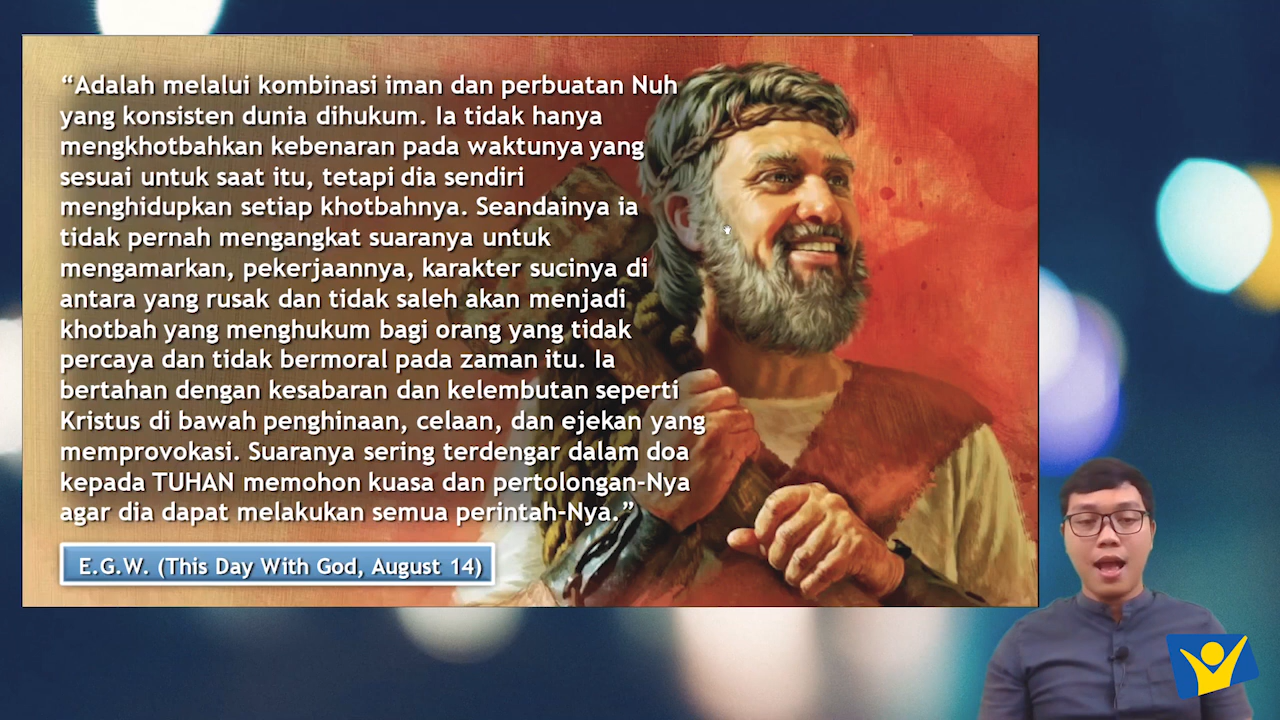 “Adalah melalui kombinasi iman dan perbuatan Nuh
yang konsisten dunia dihukum. Ia tidak hanya
mengkhotbahkan kebenaran pada waktunya yang
sesuai untuk saat itu, tetapi dia sendiri
menghidupkan setiap khotbahnya. Seandainya ia
tidak pernah mengangkat suaranya untuk
mengamarkan, pekerjaannya, karakter sucinya di
antara yang rusak dan tidak saleh akan menjadi
khotbah yang menghukum bagi orang yang tidak
percaya dan tidak bermoral pada zaman itu. Ia
bertahan dengan kesabaran dan kelembutan seperti
Kristus di bawah penghinaan, celaan, dan ejekan yang
memprovokasi. Suaranya sering terdengar dalam doa
kepada TUHAN memohon kuasa dan pertolongan-Nya
agar dia dapat melakukan semua perintah-Nya.”
E.G.W. (This Day With God, August 14)